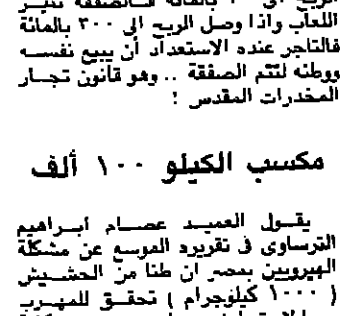 الربح الى ٢٠٠ بالمائة فالصفقة تثير
اللعاب واذا وصل الربح الى ٣٠٠ بالمائة
فالتاجر عنده الاستعداد أن يبيع نفسه
ووطنه لتتم الصفقة .. وهو قانون تجار
المخدرات المقدس !
مكسب الكيلو ١٠٠ ألف
يقول العميد عصام ابراهيم
الترساوى فى تقريره الموسع عن مشكلة
الهيروين بمصر ان طنا من الحشيش
( ١٠٠٠ كيلوجرام ) تحقق للمهرب